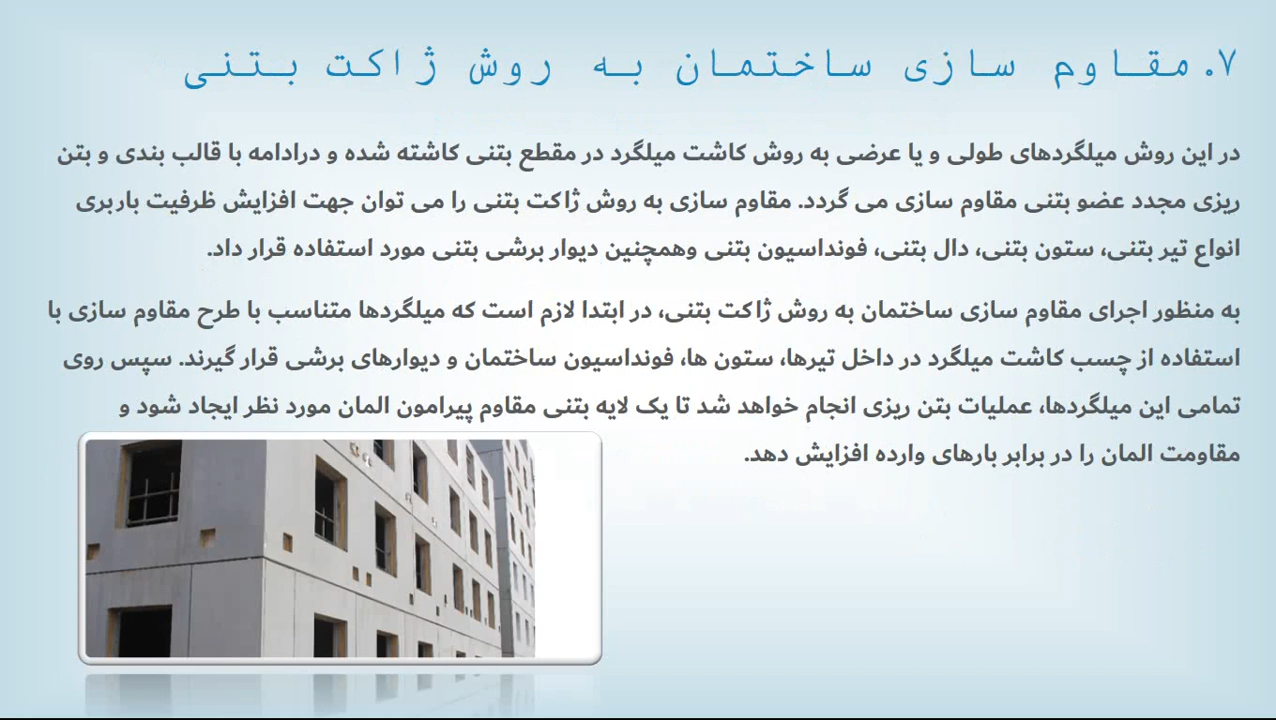 ۷. مقاوم سازی ساختمان به روش ژاکت بتنی
در این روش میلگردهای طولی و یا عرضی به روش کاشت میلگرد در مقطع بتنی کاشته شده و درادامه با قالب بندی و بتن
ریزی مجدد عضو بتنی مقاوم سازی می گردد. مقاوم سازی به روش ژاکت بتنی را می توان جهت افزایش ظرفیت باربری
انواع تیر بتنی، ستون بتنی، دال بتنی، فونداسیون بتنی وهمچنین دیوار برشی بتنی مورد استفاده قرار داد.
به منظور اجرای مقاوم سازی ساختمان به روش ژاکت بتنی، در ابتدا لازم است که میلگردها متناسب با طرح مقاوم سازی با
استفاده از چسب کاشت میلگرد در داخل تیرها، ستون ها، فونداسیون ساختمان و دیوارهای برشی قرار گیرند. سپس روی
تمامی این میلگردها، عملیات بتن ریزی انجام خواهد شد تا یک لایه بتنی مقاوم پیرامون المان مورد نظر ایجاد شود و
مقاومت المان را در برابر بارهای وارده افزایش دهد.